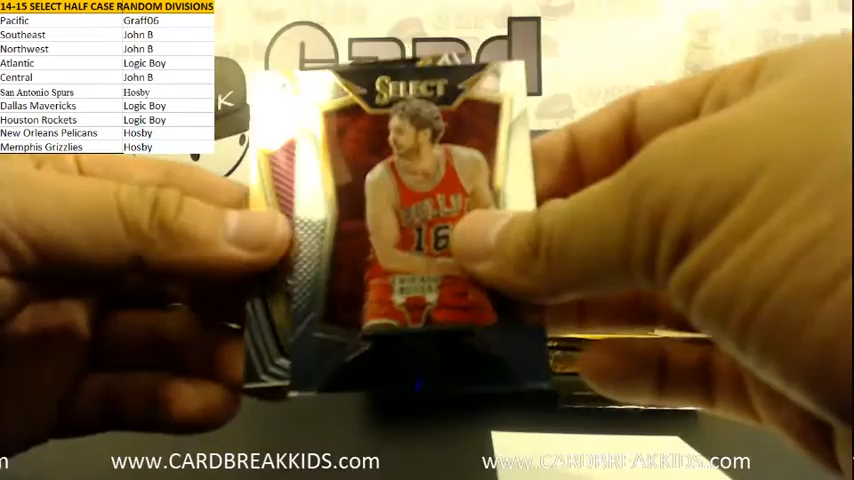 14-15 SELECT HALF CASE RANDOM DIVISIONS
Pacific Graff06
Southeast John B
Northwest John B
Atlantic Logic Boy
Central John B
San Antonio Spurs Hosby
Dallas Mavericks Logic Boy
Houston Rockets Logic Boy
New Orleans Pelicans Hosby
Memphis Grizzlies Hosby
Card
K
SELECT
BULLS
16
CHICAGO
BULLS
www.CARDBREAKKIDS.com www.CARDBREAKKIDS.com